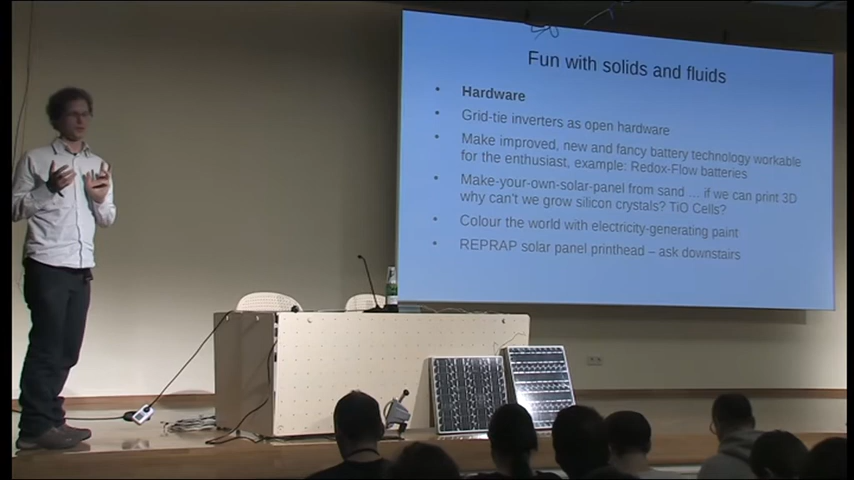 Fun with solids and fluids
• Hardware
• Grid-tie inverters as open hardware
• Make improved, new and fancy battery technology workable
for the enthusiast, example: Redox-Flow batteries
• Make-your-own-solar-panel from sand … if we can print 3D
why can't we grow silicon crystals? TiO Cells?
• Colour the world with electricity-generating paint
• REPRAP solar panel printhead – ask downstairs